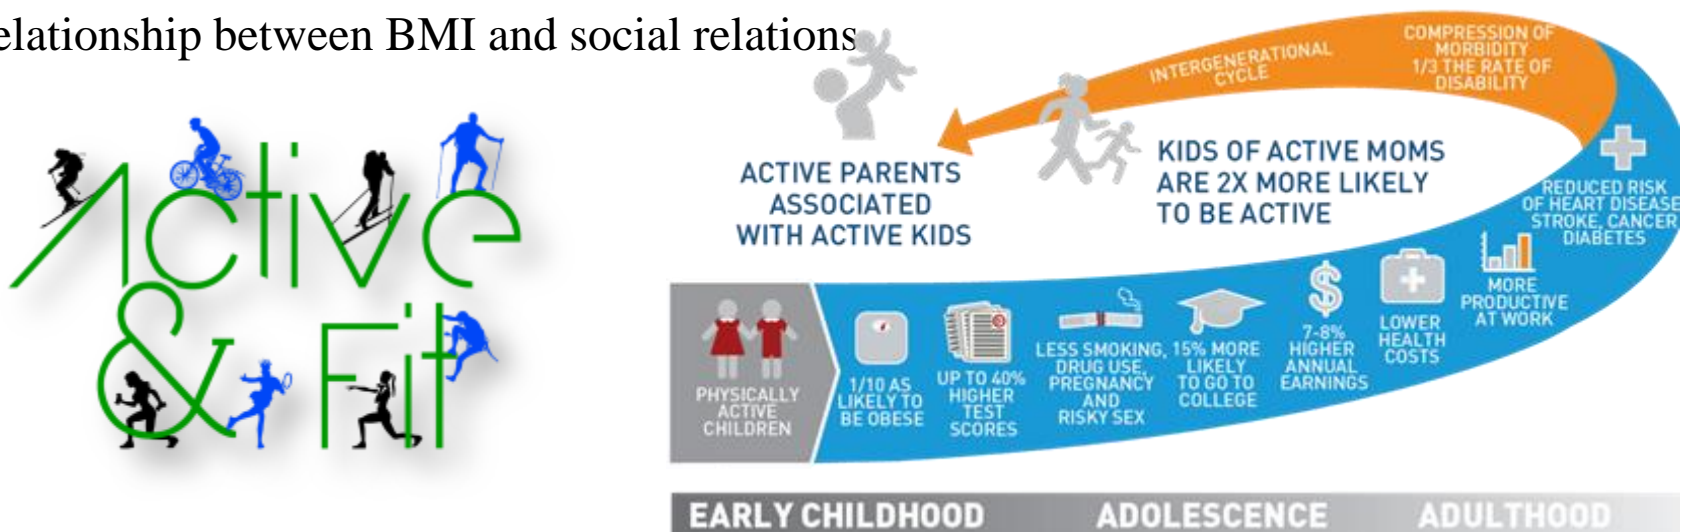 elationship between BMI and social relations
Active
& Fit
COMPRESSION OF
MORBIDITY
1/3 THE RATE OF
DISABILITY
INTERGENERATIONAL
CYCLE
ACTIVE PARENTS
ASSOCIATED
WITH ACTIVE KIDS
KIDS OF ACTIVE MOMS
ARE 2X MORE LIKELY
TO BE ACTIVE
PHYSICALLY
ACTIVE
CHILDREN
1/10 AS
LIKELY TO
BE OBESE
UP TO 40%
HIGHER
TEST
SCORES
LESS SMOKING,
DRUG USE,
PREGNANCY
AND
RISKY SEX
15% MORE
LIKELY
TO GO TO
COLLEGE
7-8%
HIGHER
ANNUAL
EARNINGS
LOWER
HEALTH
COSTS
MORE
PRODUCTIVE
AT WORK
REDUCED RISK
OF HEART DISEASE
STROKE, CANCER
DIABETES
EARLY CHILDHOOD
ADOLESCENCE
ADULTHOOD